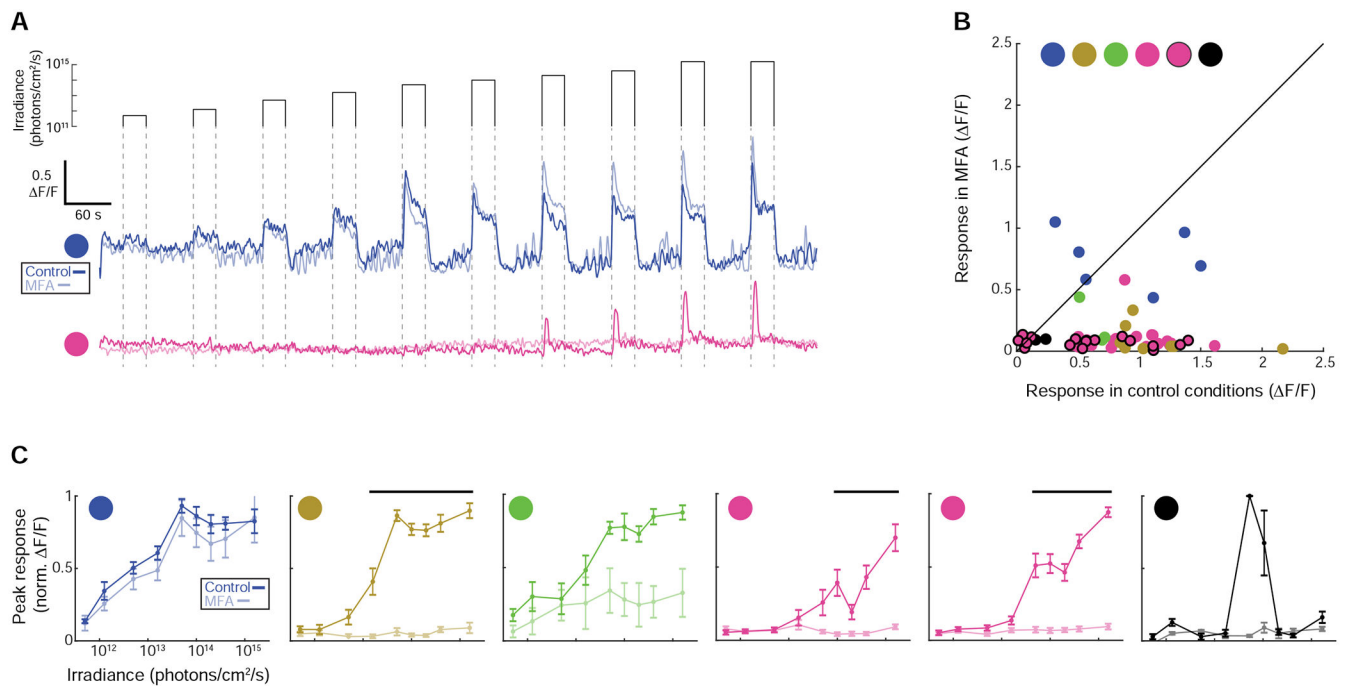 A
Irradiance
(photons/cm²/s)
10¹⁵
10¹¹
0.5
ΔF/F
60 s
Control
MFA
B
Response in MFA (ΔF/F)
2.5
2
1.5
1
0.5
0
0 0.5 1 1.5 2 2.5
Response in control conditions (ΔF/F)
C
Peak response
(norm. ΔF/F)
1
0.5
0
Control
MFA
10¹² 10¹³ 10¹⁴ 10¹⁵
Irradiance (photons/cm²/s)